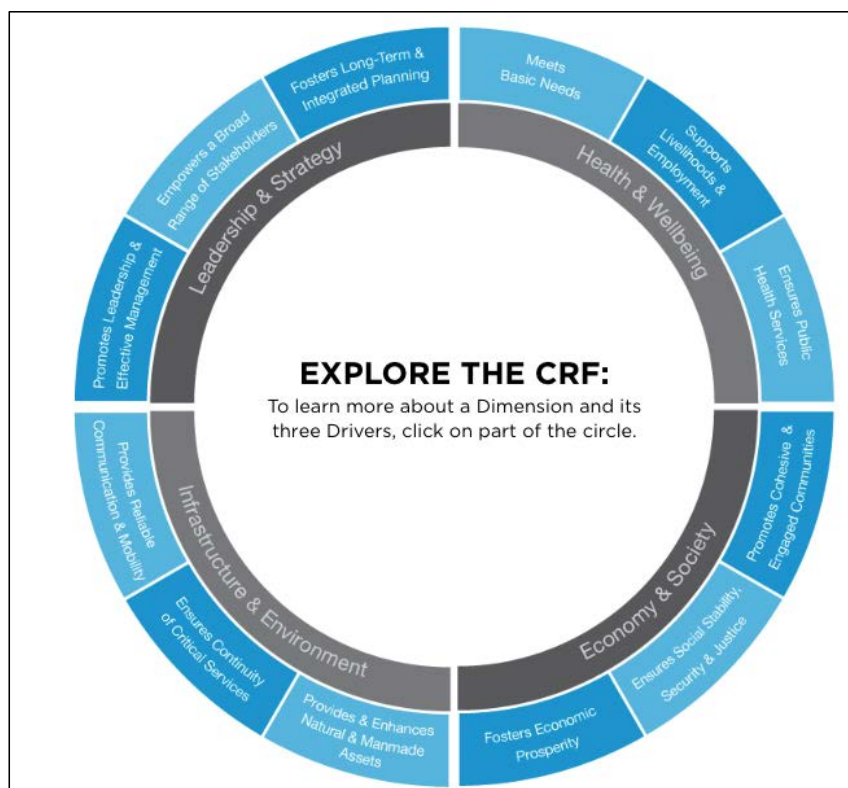 Fosters Long-Term &
Integrated Planning
Meets
Basic Needs
Empowers a Broad
Range of Stakeholders
Supports
Livelihoods &
Employment
Leadership & Strategy
Health & Wellbeing
Promotes Leadership &
Effective Management
Ensures Public
Health Services
EXPLORE THE CRF:
To learn more about a Dimension and its
three Drivers, click on part of the circle.
Provides Reliable
Communication & Mobility
Promotes Cohesive &
Engaged Communities
Infrastructure & Environment
Economy & Society
Ensures Continuity
of Critical Services
Ensures Social Stability,
Security & Justice
Provides & Enhances
Natural & Manmade
Assets
Fosters Economic
Prosperity